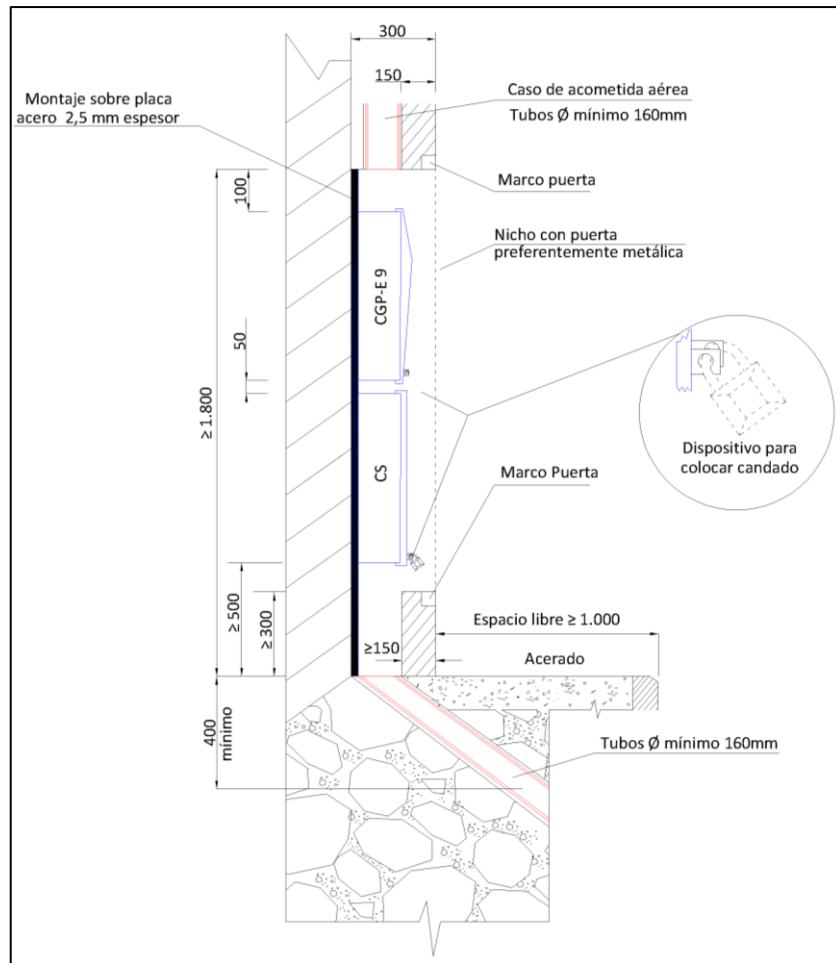 300
150
Montaje sobre placa
acero 2,5 mm espesor
Caso de acometida aérea
Tubos Ø mínimo 160mm
Marco puerta
100
Nicho con puerta
preferentemente metálica
CGP-E 9
50
≥ 1.800
Dispositivo para
colocar candado
CS
Marco Puerta
≥ 500
≥ 300
Espacio libre ≥ 1.000
≥150
Acerado
400
mínimo
Tubos Ø mínimo 160mm